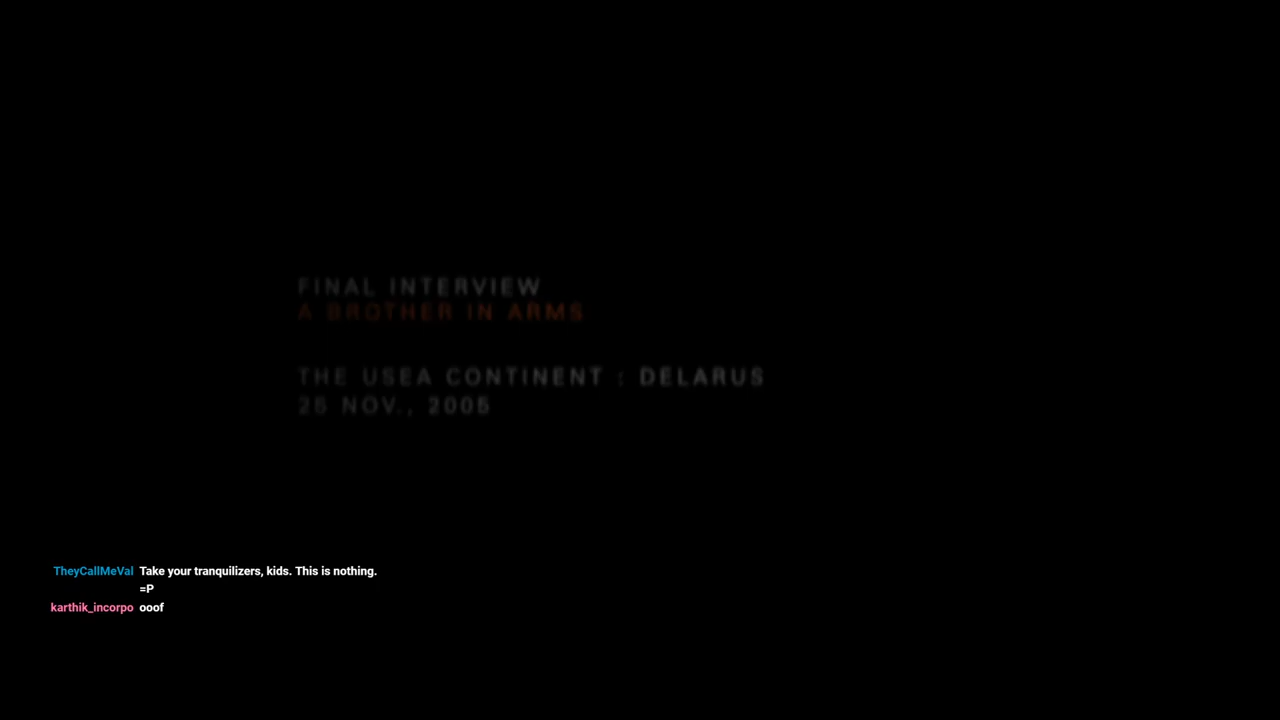 FINAL INTERVIEW
A BROTHER IN ARMS
THE USEA CONTINENT : DELARUS
25 NOV., 2005
TheyCallMeVal Take your tranquilizers, kids. This is nothing.
=P
karthik_incorpo ooof